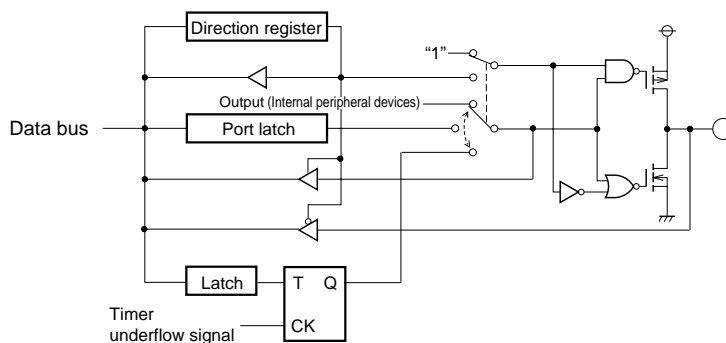 Direction register
“1”
Output (Internal peripheral devices)
Data bus
Port latch
Latch
T Q
CK
Timer
underflow signal